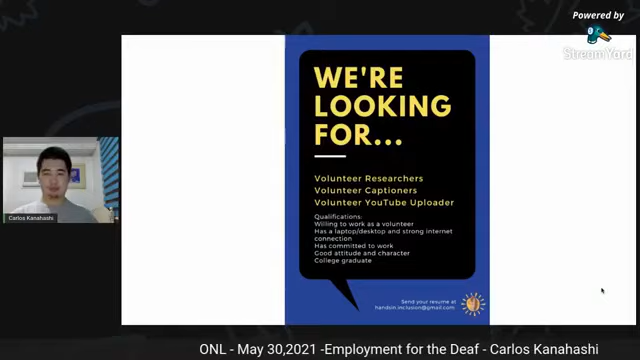 Powered by
StreamYard
WE'RE
LOOKING
FOR...
Volunteer Researchers
Volunteer Captioners
Volunteer YouTube Uploader
Qualifications:
Willing to work as a volunteer
Has a laptop/desktop and strong internet
connection
Has committed to work
Good attitude and character
College graduate
Send your resume at
handsin.inclusion@gmail.com
Carlos Kanahashi
ONL - May 30,2021 -Employment for the Deaf - Carlos Kanahashi